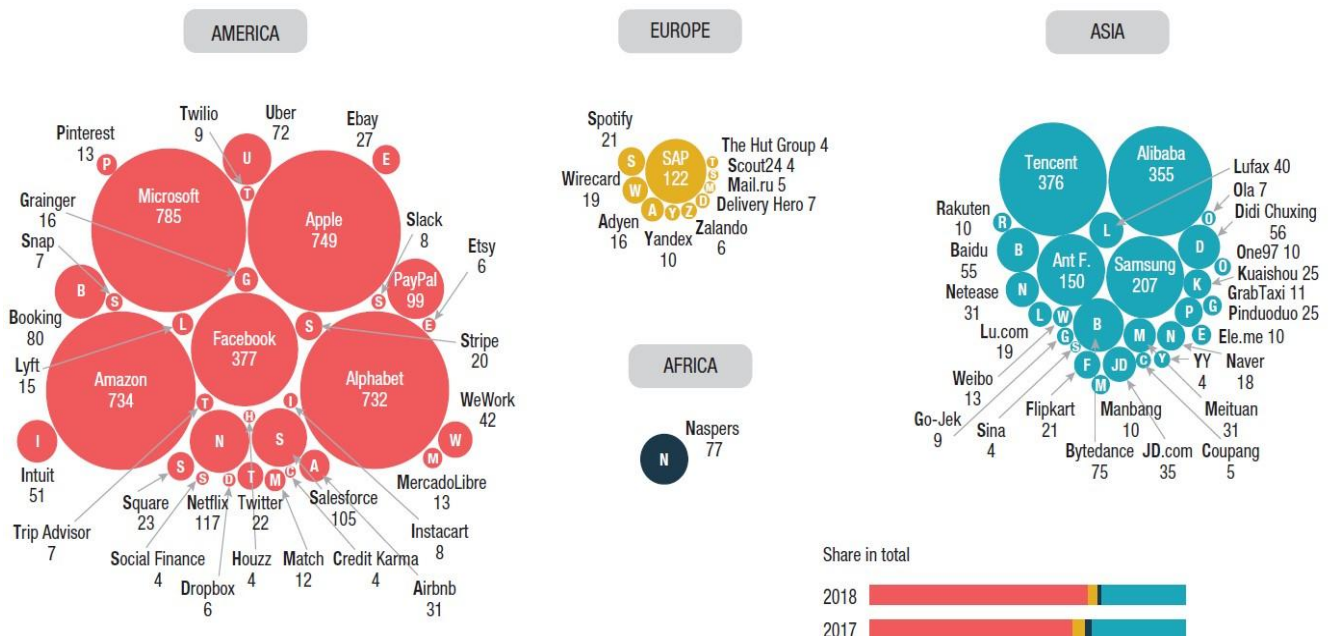 AMERICA
EUROPE
ASIA
Pinterest
13
P
Twilio
9
T
Uber
72
U
Ebay
27
E
Microsoft
785
Apple
749
Grainger
16
G
Snap
7
S
Slack
8
S
Etsy
6
E
PayPal
99
B
Booking
80
Lyft
15
L
Facebook
377
S
Stripe
20
Amazon
734
Alphabet
732
WeWork
42
W
I
Intuit
51
T
Trip Advisor
7
H
I
N
S
M
MercadoLibre
13
S
Square
23
S
Social Finance
4
Netflix
117
D
Dropbox
6
T
Twitter
22
Houzz
4
M
Match
12
C
Credit Karma
4
A
Airbnb
31
Salesforce
105
Instacart
8
Spotify
21
S
SAP
122
T
The Hut Group 4
S
Scout24 4
M
Mail.ru 5
D
Delivery Hero 7
Wirecard
19
W
Adyen
16
A
Yandex
10
Y
Zalando
6
Z
AFRICA
N
Naspers
77
Tencent
376
Alibaba
355
Lufax 40
L
Ola 7
O
Didi Chuxing
56
D
One97 10
O
Rakuten
10
R
Baidu
55
B
Ant F.
150
Samsung
207
Kuaishou 25
K
GrabTaxi 11
G
Pinduoduo 25
P
Netease
31
N
Lu.com
19
L
W
Weibo
13
G
Go-Jek
9
S
Sina
4
B
Bytedance
75
M
Meituan
31
N
Naver
18
E
Ele.me 10
YY
4
Y
F
Flipkart
21
JD
JD.com
35
C
Coupang
5
M
Manbang
10
Share in total
2018
2017